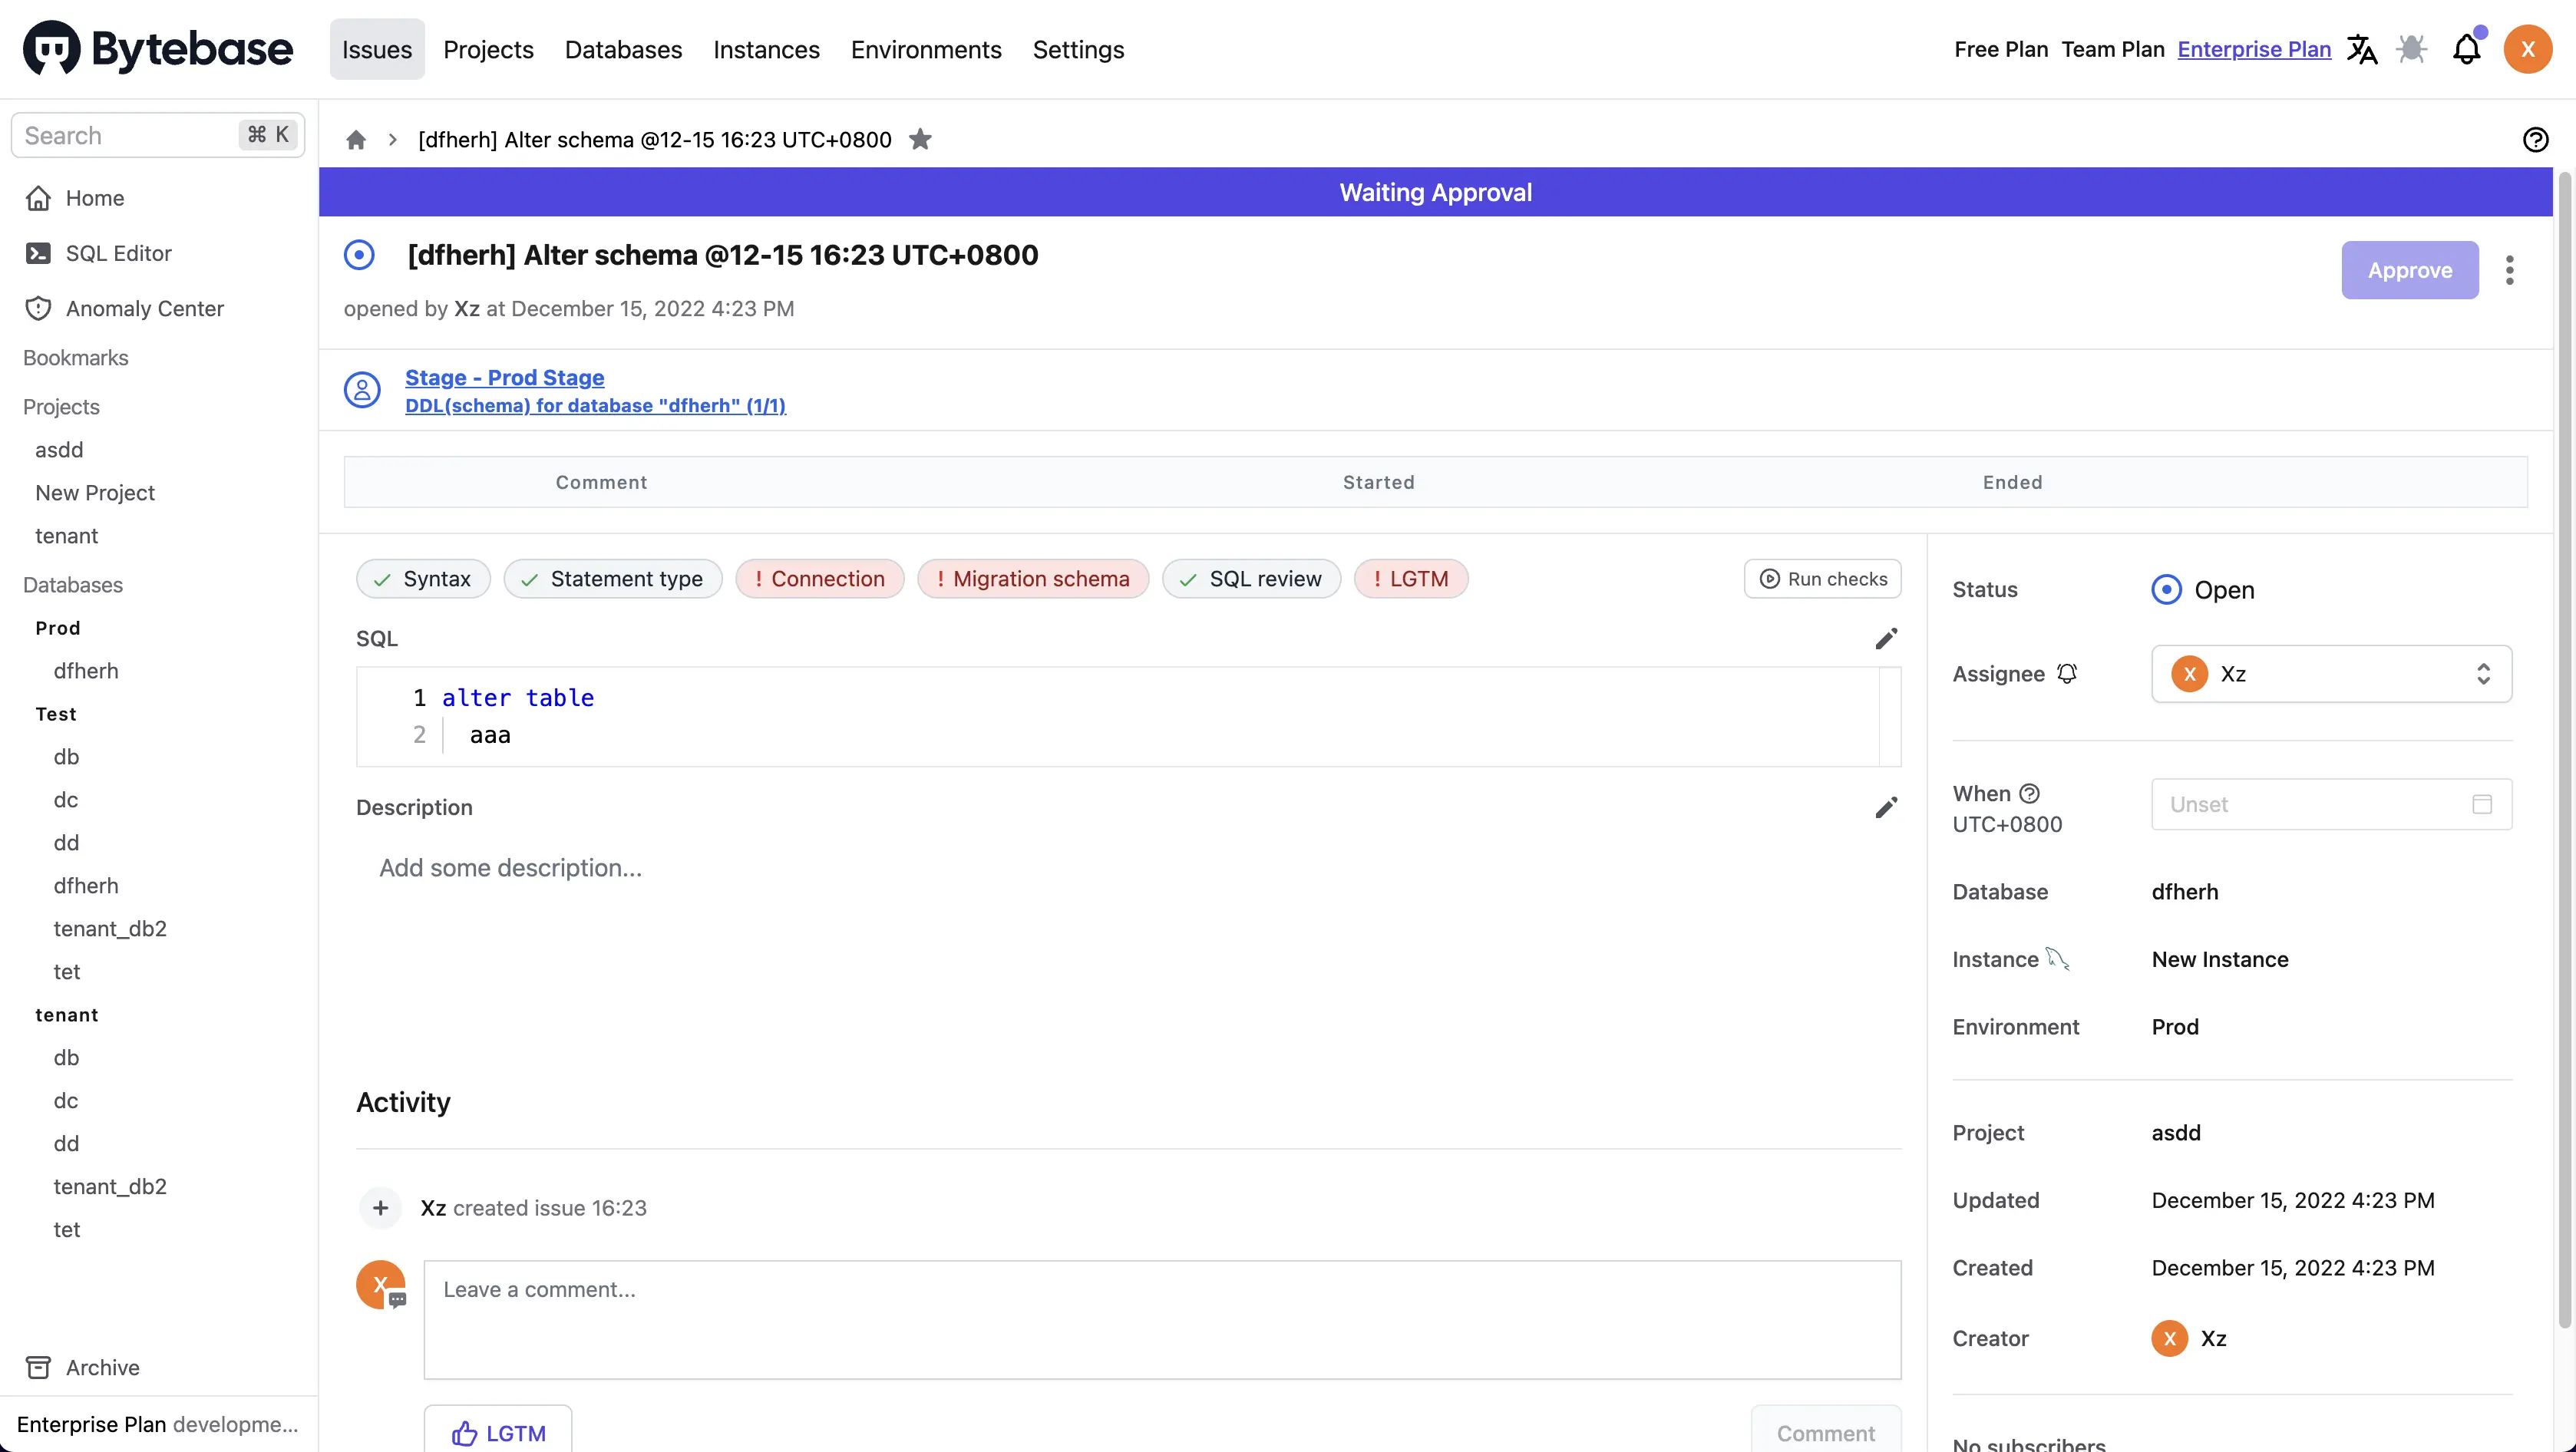 Bytebase
Issues Projects Databases Instances Environments Settings
Free Plan Team Plan Enterprise Plan X
Search ⌘ K
Home
SQL Editor
Anomaly Center
Bookmarks
Projects
asdd
New Project
tenant
Databases
Prod
dfherh
Test
db
dc
dd
dfherh
tenant_db2
tet
tenant
db
dc
dd
tenant_db2
tet
Archive
Enterprise Plan developme...
[dfherh] Alter schema @12-15 16:23 UTC+0800
Waiting Approval
[dfherh] Alter schema @12-15 16:23 UTC+0800
Approve
opened by Xz at December 15, 2022 4:23 PM
Stage - Prod Stage
DDL(schema) for database "dfherh" (1/1)
Comment Started Ended
Syntax Statement type ! Connection ! Migration schema SQL review ! LGTM Run checks
SQL
1 alter table
2 aaa
Description
Add some description...
Activity
Xz created issue 16:23
X
Leave a comment...
LGTM
Comment
Status Open
Assignee X Xz
When
UTC+0800
Unset
Database dfherh
Instance New Instance
Environment Prod
Project asdd
Updated December 15, 2022 4:23 PM
Created December 15, 2022 4:23 PM
Creator X Xz
No subscribers